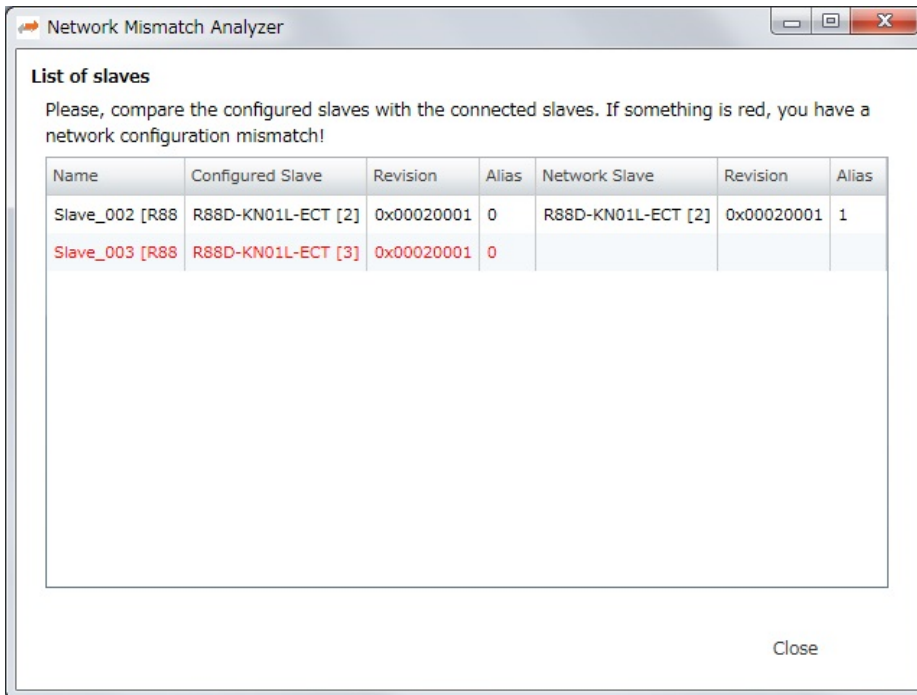 Network Mismatch Analyzer
List of slaves
Please, compare the configured slaves with the connected slaves. If something is red, you have a
network configuration mismatch!
Name Configured Slave Revision Alias Network Slave Revision Alias
Slave_002 [R88 R88D-KN01L-ECT [2] 0x00020001 0 R88D-KN01L-ECT [2] 0x00020001 1
Slave_003 [R88 R88D-KN01L-ECT [3] 0x00020001 0
Close